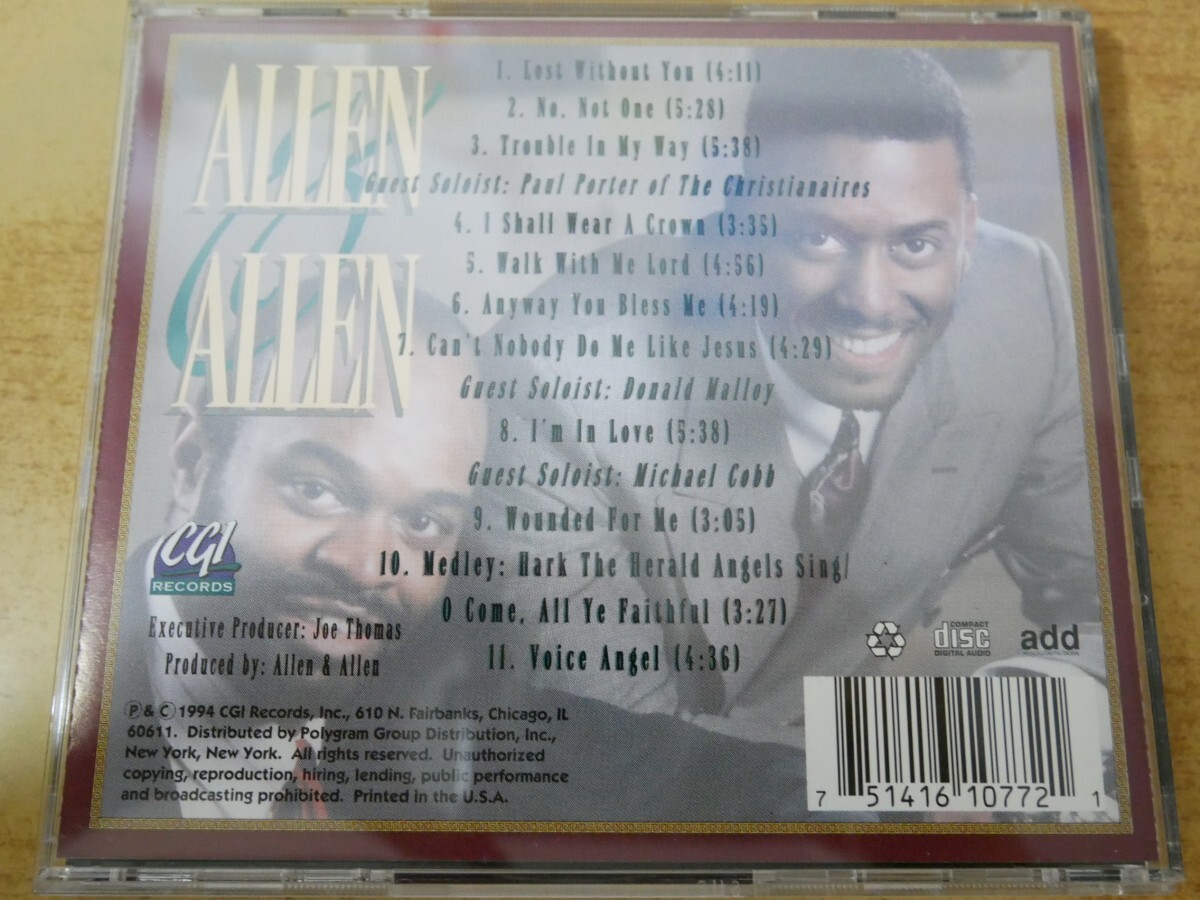 ALLEN
&
ALLEN
1. Lost Without You (4:11)
2. No, Not One (5:28)
3. Trouble In My Way (5:38)
Guest Soloist: Paul Porter of The Christianaires
4. I Shall Wear A Crown (3:35)
5. Walk With Me Lord (4:56)
6. Anyway You Bless Me (4:19)
7. Can't Nobody Do Me Like Jesus (4:29)
Guest Soloist: Donald Malloy
8. I'm In Love (5:38)
Guest Soloist: Michael Cobb
9. Wounded For Me (3:05)
10. Medley: Hark The Herald Angels Sing/
O Come, All Ye Faithful (3:27)
11. Voice Angel (4:36)
CGI
RECORDS
Executive Producer: Joe Thomas
Produced by: Allen & Allen
℗ & © 1994 CGI Records, Inc., 610 N. Fairbanks, Chicago, IL
60611. Distributed by Polygram Group Distribution, Inc.,
New York, New York. All rights reserved. Unauthorized
copying, reproduction, hiring, lending, public performance
and broadcasting prohibited. Printed in the U.S.A.
COMPACT
disc
DIGITAL AUDIO
add
7 51416 10772 1